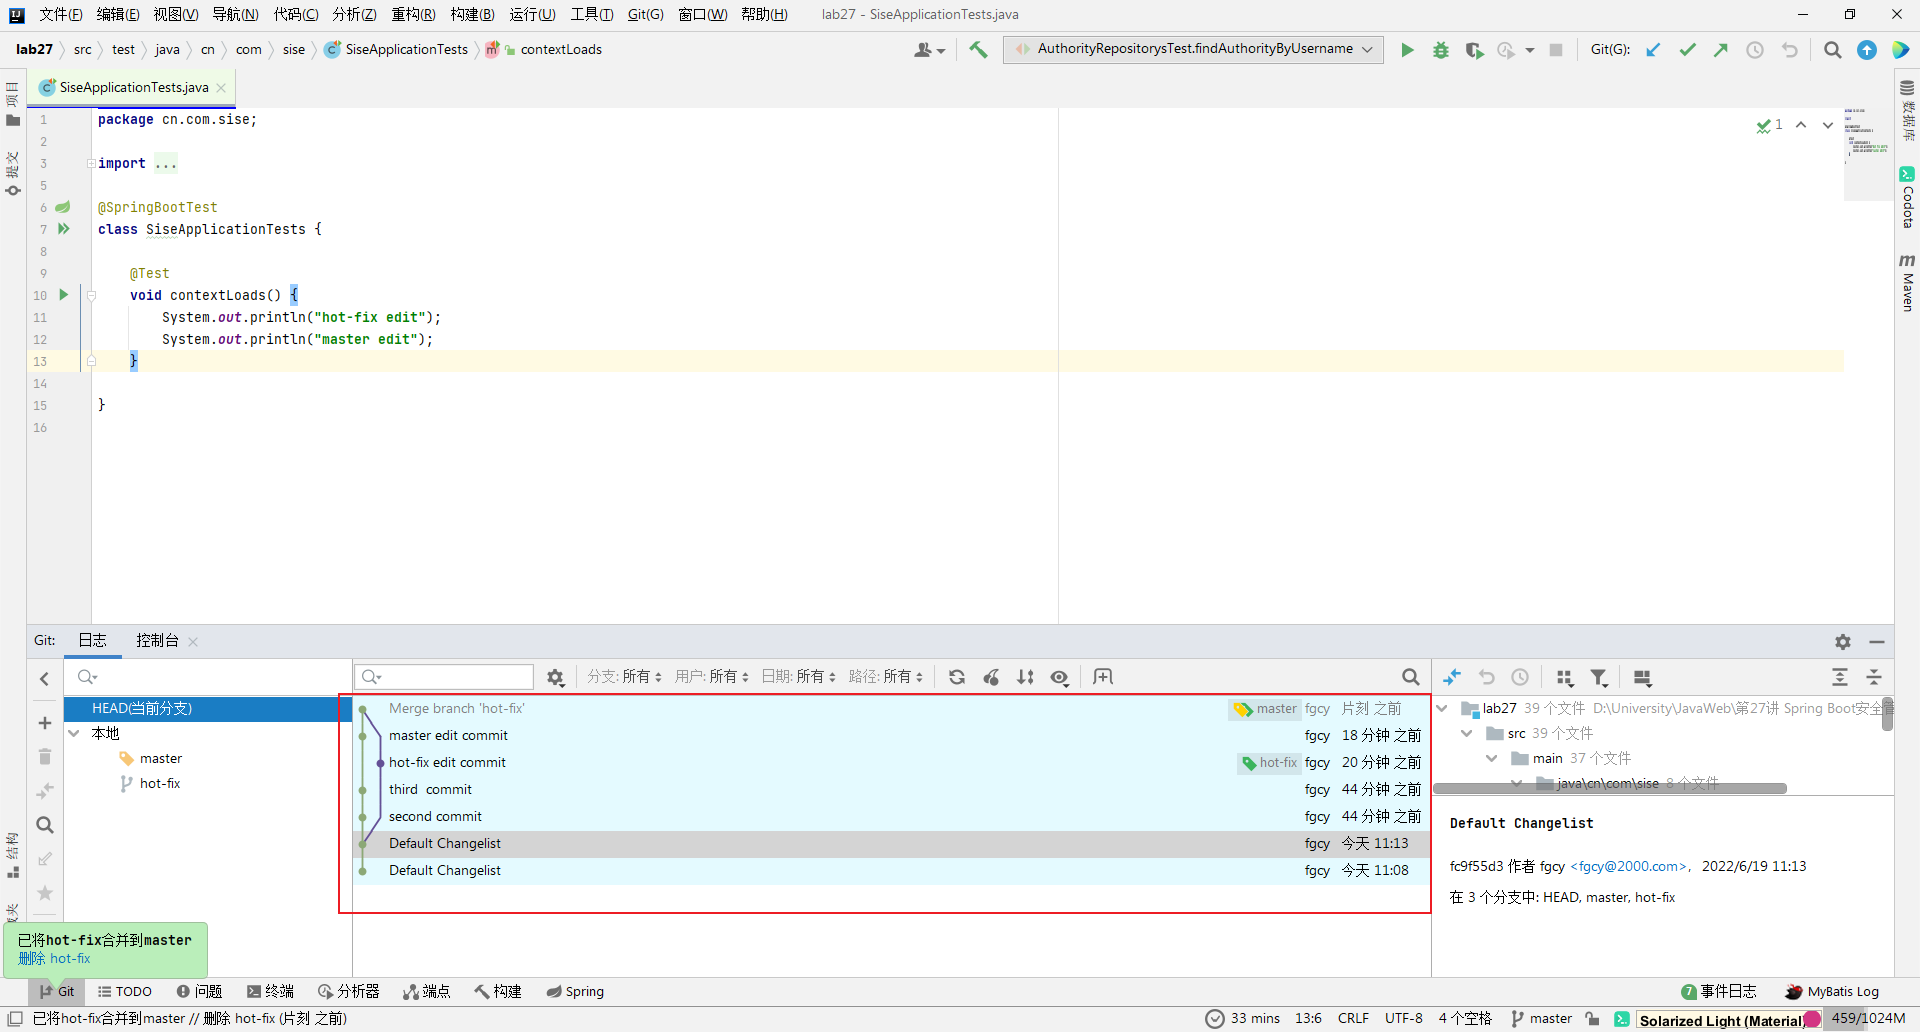 文件(F) 编辑(E) 视图(V) 导航(N) 代码(C) 分析(Z) 重构(R) 构建(B) 运行(U) 工具(T) Git(G) 窗口(W) 帮助(H) lab27 - SiseApplicationTests.java
lab27 src test java cn com sise SiseApplicationTests contextLoads AuthorityRepositorysTest.findAuthorityByUsername Git(G):
SiseApplicationTests.java
1 package cn.com.sise;
2
3 import ...
5
6 @SpringBootTest
7 class SiseApplicationTests {
8
9 @Test
10 void contextLoads() {
11 System.out.println("hot-fix edit");
12 System.out.println("master edit");
13 }
14
15 }
16
1
项目
提交
结构
数据库
Codota
Maven
Git: 日志 控制台
分支: 所有 用户: 所有 日期: 所有 路径: 所有
HEAD(当前分支)
本地
master
hot-fix
Merge branch 'hot-fix' master fgcy 片刻 之前
master edit commit fgcy 18 分钟 之前
hot-fix edit commit hot-fix fgcy 20 分钟 之前
third commit fgcy 44 分钟 之前
second commit fgcy 44 分钟 之前
Default Changelist fgcy 今天 11:13
Default Changelist fgcy 今天 11:08
lab27 39 个文件 D:\University\JavaWeb\第27讲 Spring Boot安全
src 39 个文件
main 37 个文件
java\cn\com\sise 8 个文件
Default Changelist
fc9f55d3 作者 fgcy <fgcy@2000.com>, 2022/6/19 11:13
在 3 个分支中: HEAD, master, hot-fix
已将hot-fix合并到master
删除 hot-fix
Git TODO 问题 终端 分析器 端点 构建 Spring 7 事件日志 MyBatis Log
已将hot-fix合并到master // 删除 hot-fix (片刻 之前) 33 mins 13:6 CRLF UTF-8 4 个空格 master Solarized Light (Material) 459/1024M